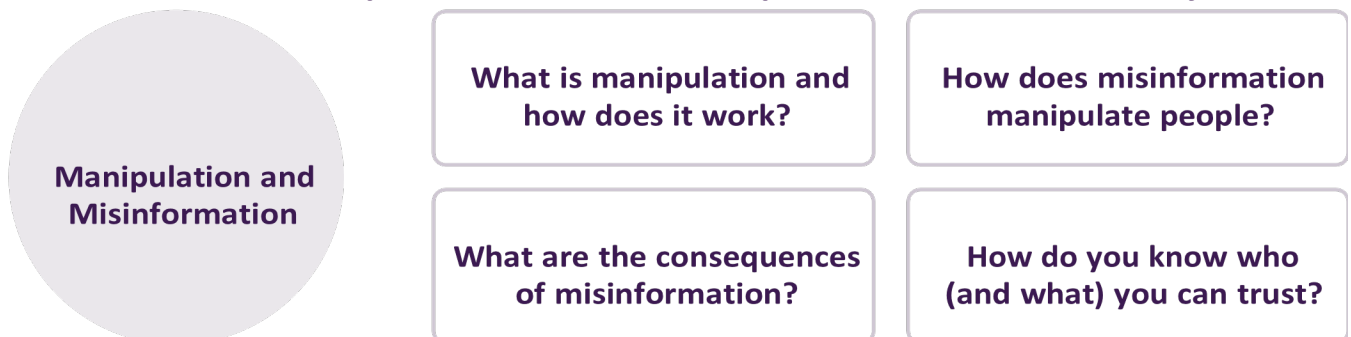 Manipulation and
Misinformation
What is manipulation and
how does it work?
How does misinformation
manipulate people?
What are the consequences
of misinformation?
How do you know who
(and what) you can trust?